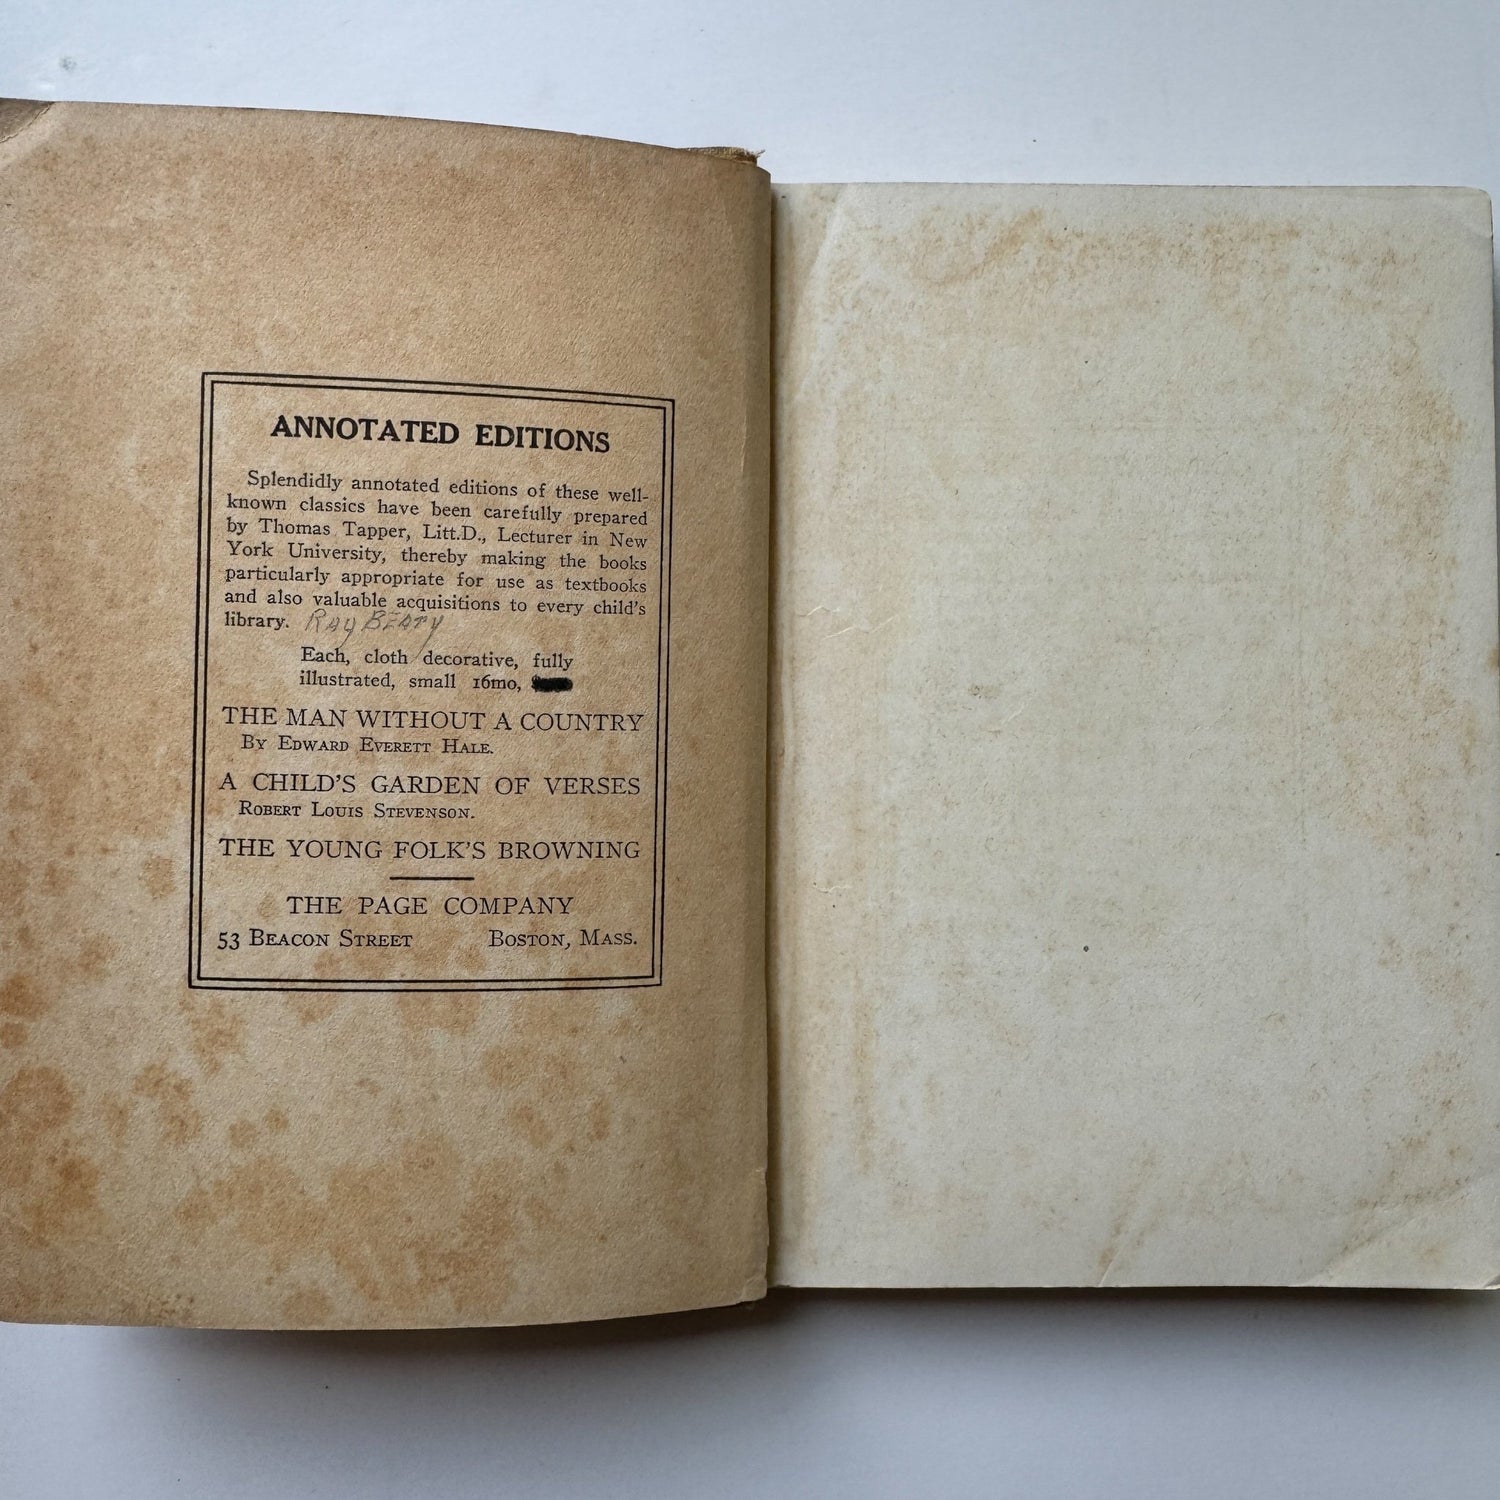 ANNOTATED EDITIONS
Splendidly annotated editions of these well-
known classics have been carefully prepared
by Thomas Tapper, Litt.D., Lecturer in New
York University, thereby making the books
particularly appropriate for use as textbooks
and also valuable acquisitions to every child's
library. Ray Beaty
Each, cloth decorative, fully
illustrated, small 16mo,
THE MAN WITHOUT A COUNTRY
By Edward Everett Hale.
A CHILD'S GARDEN OF VERSES
Robert Louis Stevenson.
THE YOUNG FOLK'S BROWNING
THE PAGE COMPANY
53 Beacon Street Boston, Mass.